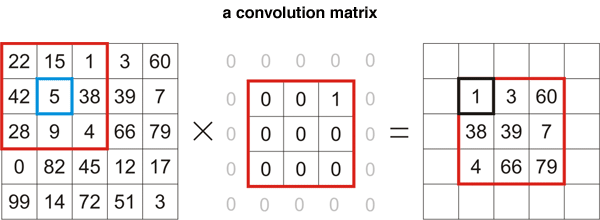 a convolution matrix
22 15 1 3 60
42 5 38 39 7
28 9 4 66 79
0 82 45 12 17
99 14 72 51 3
×
0 0 0 0 0
0 0 0 1 0
0 0 0 0 0
0 0 0 0 0
0 0 0 0 0
=
1 3 60
38 39 7
4 66 79